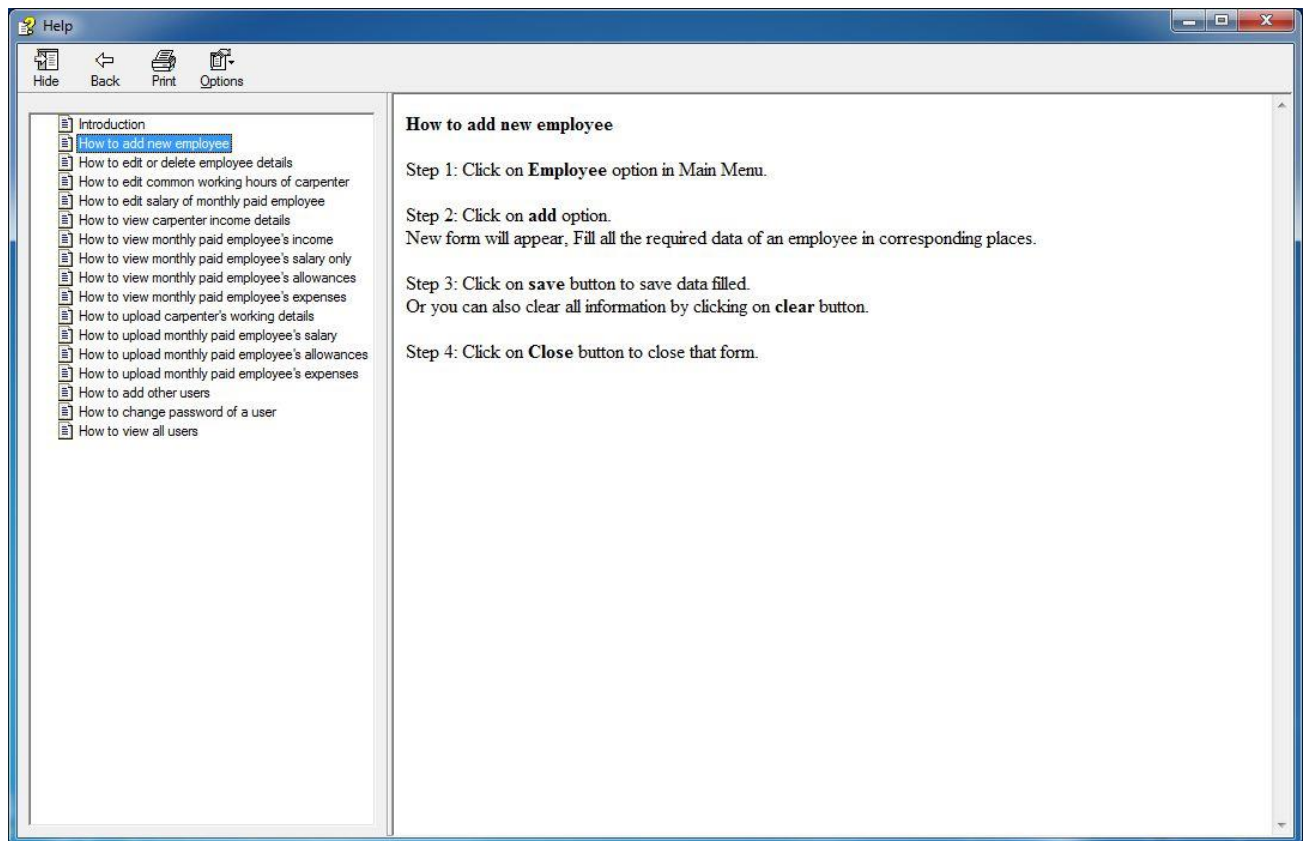 Help
Hide Back Print Options
Introduction
How to add new employee
How to edit or delete employee details
How to edit common working hours of carpenter
How to edit salary of monthly paid employee
How to view carpenter income details
How to view monthly paid employee's income
How to view monthly paid employee's salary only
How to view monthly paid employee's allowances
How to view monthly paid employee's expenses
How to upload carpenter's working details
How to upload monthly paid employee's salary
How to upload monthly paid employee's allowances
How to upload monthly paid employee's expenses
How to add other users
How to change password of a user
How to view all users
How to add new employee
Step 1: Click on Employee option in Main Menu.
Step 2: Click on add option.
New form will appear, Fill all the required data of an employee in corresponding places.
Step 3: Click on save button to save data filled.
Or you can also clear all information by clicking on clear button.
Step 4: Click on Close button to close that form.